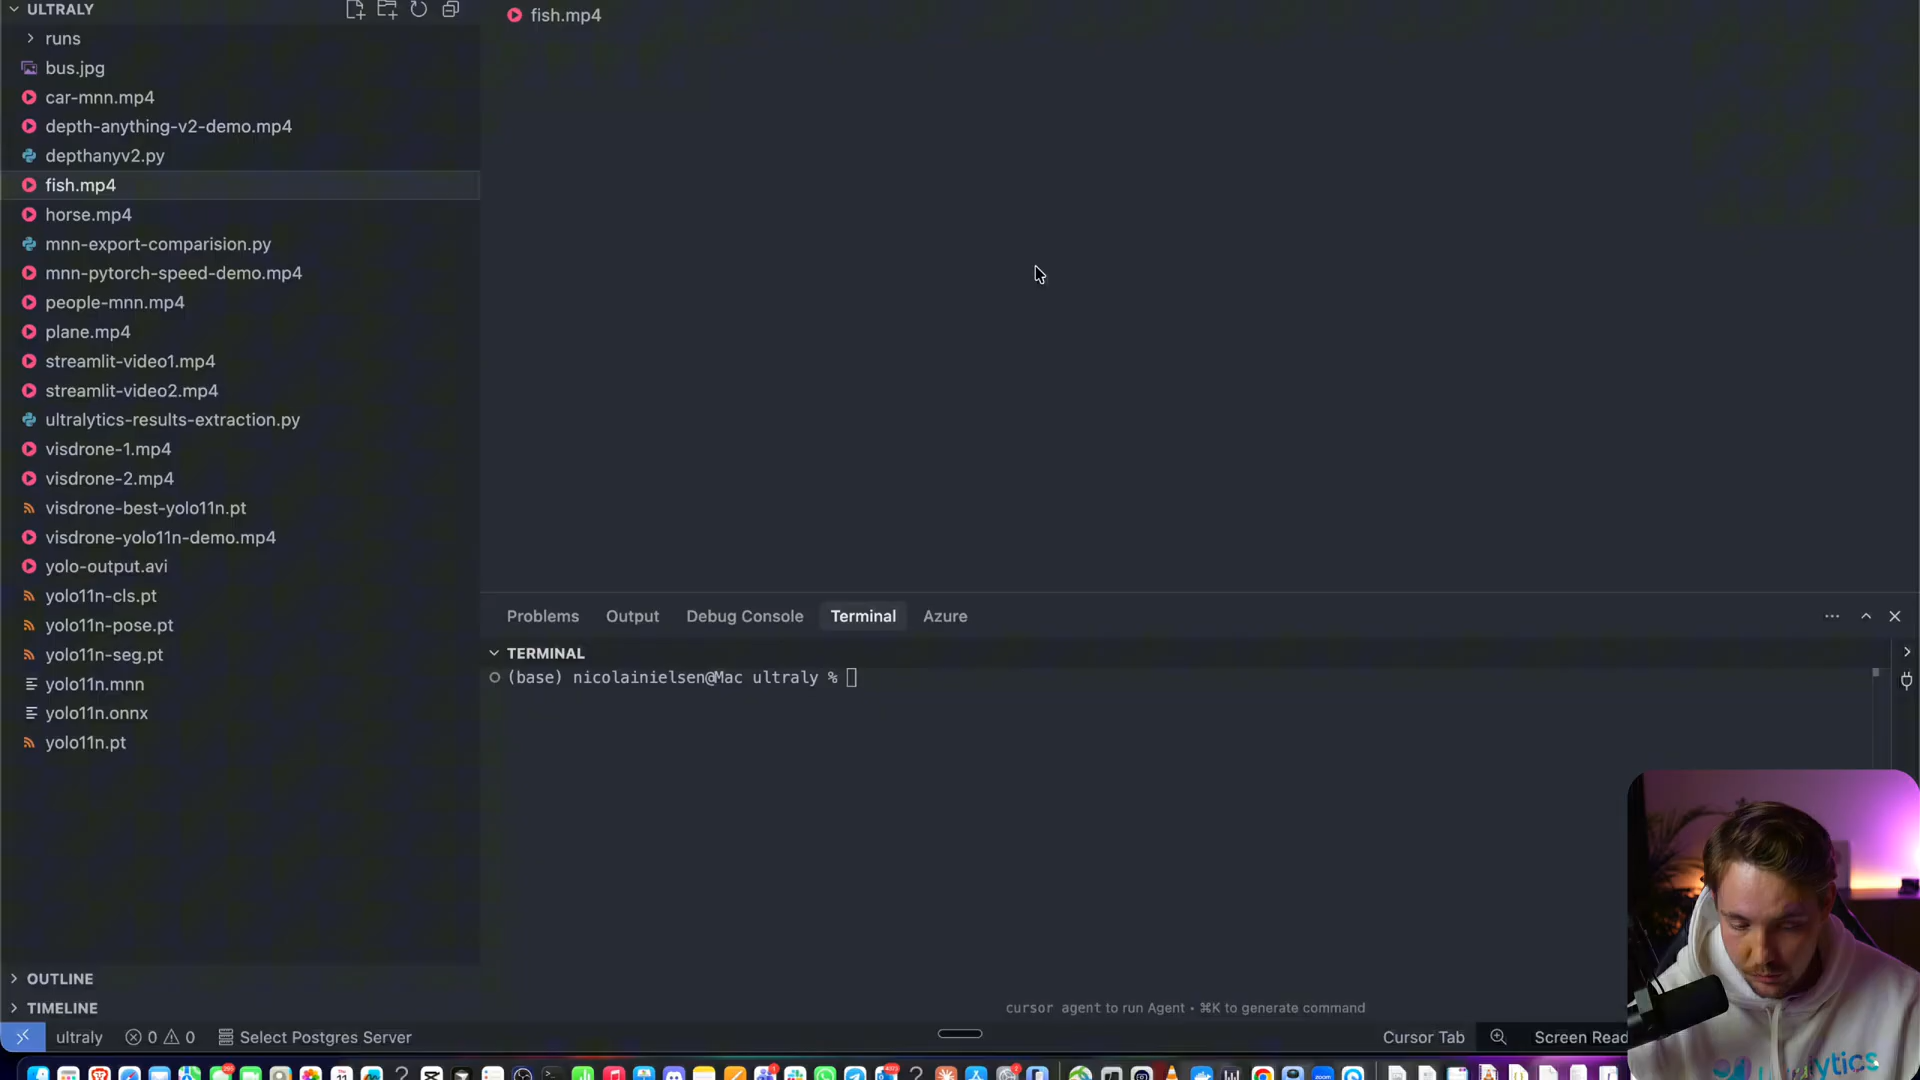 ULTRALY
runs
bus.jpg
car-mnn.mp4
depth-anything-v2-demo.mp4
depthanyv2.py
fish.mp4
horse.mp4
mnn-export-comparision.py
mnn-pytorch-speed-demo.mp4
people-mnn.mp4
plane.mp4
streamlit-video1.mp4
streamlit-video2.mp4
ultralytics-results-extraction.py
visdrone-1.mp4
visdrone-2.mp4
visdrone-best-yolo11n.pt
visdrone-yolo11n-demo.mp4
yolo-output.avi
yolo11n-cls.pt
yolo11n-pose.pt
yolo11n-seg.pt
yolo11n.mnn
yolo11n.onnx
yolo11n.pt
OUTLINE
TIMELINE
fish.mp4
Problems Output Debug Console Terminal Azure
TERMINAL
(base) nicolainielsen@Mac ultraly %
cursor agent to run Agent • ⌘K to generate command
ultraly 0 0 Select Postgres Server Cursor Tab Screen Read